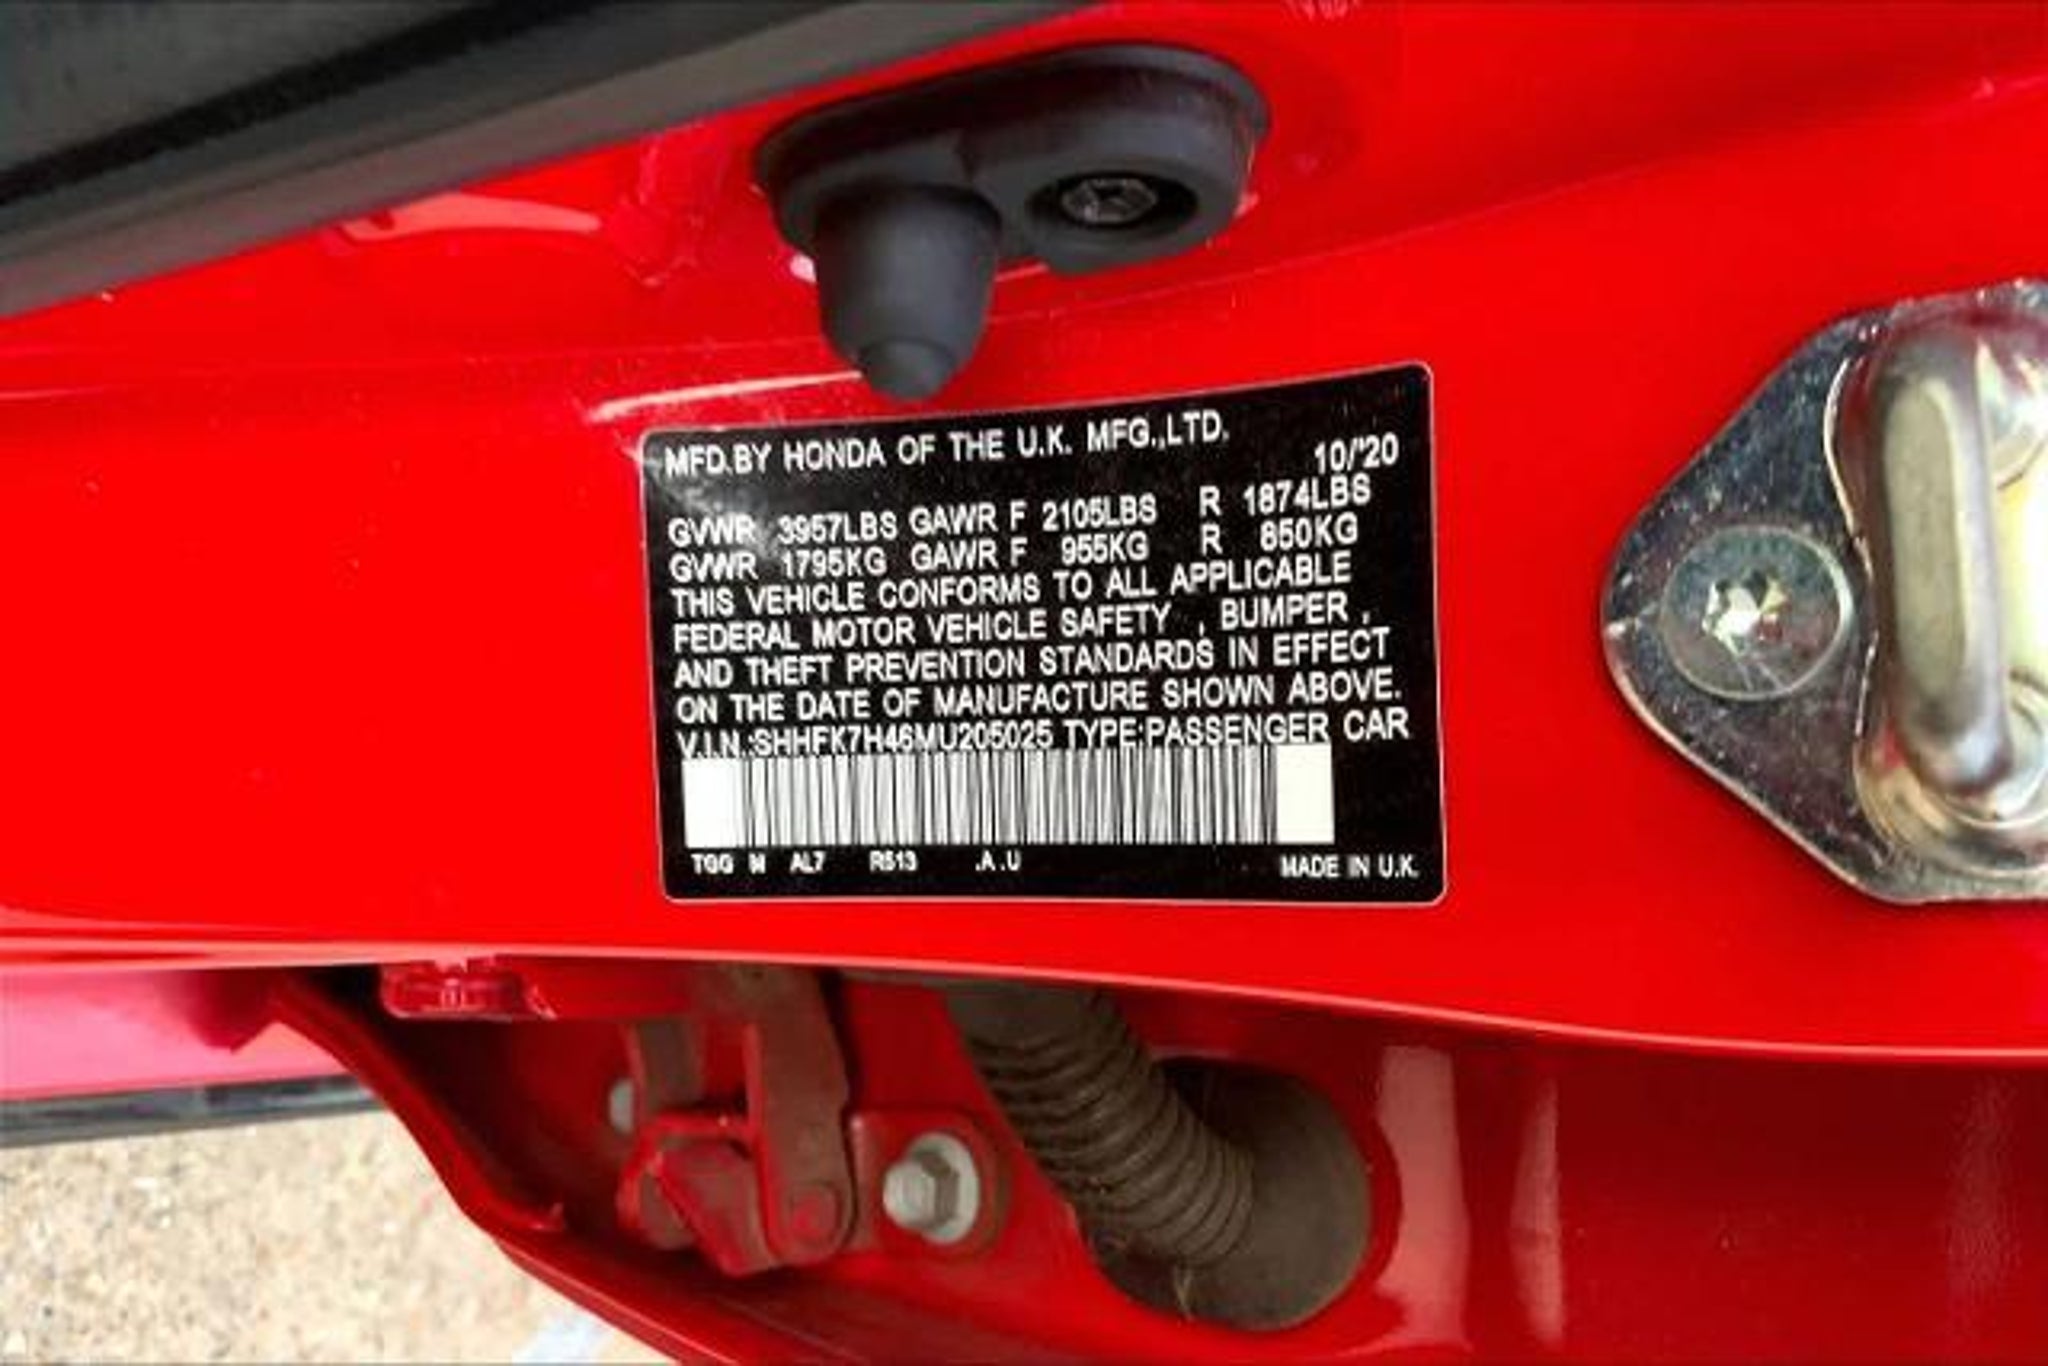 MFD.BY HONDA OF THE U.K. MFG.,LTD.
10/'20
GVWR 3957LBS GAWR F 2105LBS R 1874LBS
GVWR 1795KG GAWR F 955KG R 850KG
THIS VEHICLE CONFORMS TO ALL APPLICABLE
FEDERAL MOTOR VEHICLE SAFETY , BUMPER ,
AND THEFT PREVENTION STANDARDS IN EFFECT
ON THE DATE OF MANUFACTURE SHOWN ABOVE.
V.I.N.:SHHFK7H46MU205025 TYPE:PASSENGER CAR
TGG M AL7 R513 .A .U MADE IN U.K.